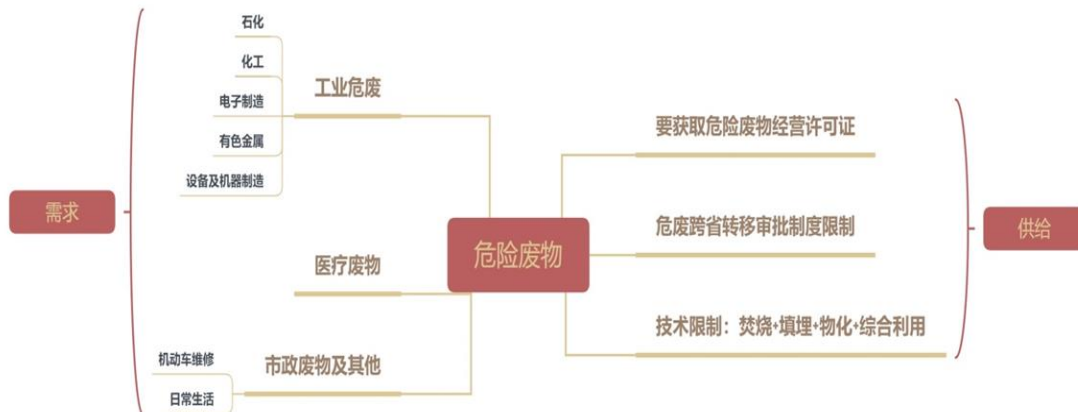 需求
石化
化工
电子制造
有色金属
设备及机器制造
工业危废
医疗废物
机动车维修
日常生活
市政废物及其他
危险废物
要获取危险废物经营许可证
危废跨省转移审批制度限制
技术限制：焚烧+填埋+物化+综合利用
供给